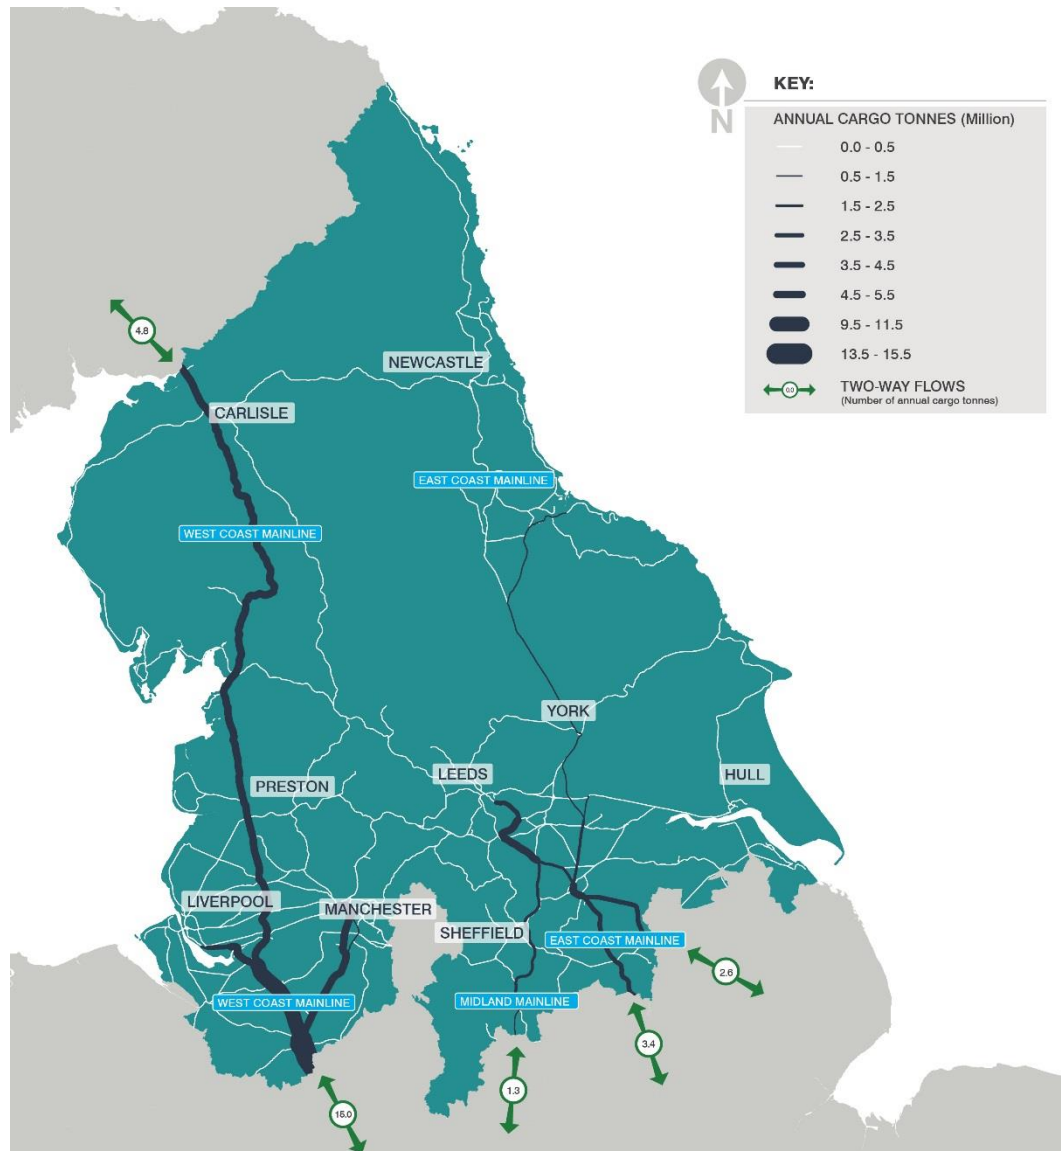 KEY:
N
ANNUAL CARGO TONNES (Million)
0.0 - 0.5
0.5 - 1.5
1.5 - 2.5
2.5 - 3.5
3.5 - 4.5
4.5 - 5.5
9.5 - 11.5
13.5 - 15.5
0.0
TWO-WAY FLOWS
(Number of annual cargo tonnes)
4.8
NEWCASTLE
CARLISLE
EAST COAST MAINLINE
WEST COAST MAINLINE
YORK
LEEDS
HULL
PRESTON
LIVERPOOL
MANCHESTER
SHEFFIELD
EAST COAST MAINLINE
2.6
WEST COAST MAINLINE
MIDLAND MAINLINE
3.4
1.3
15.0